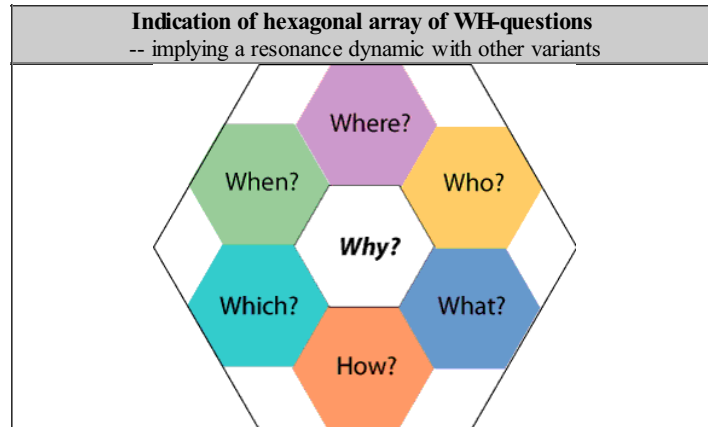 Indication of hexagonal array of WH-questions
-- implying a resonance dynamic with other variants
Where?
When?
Who?
Why?
Which?
What?
How?